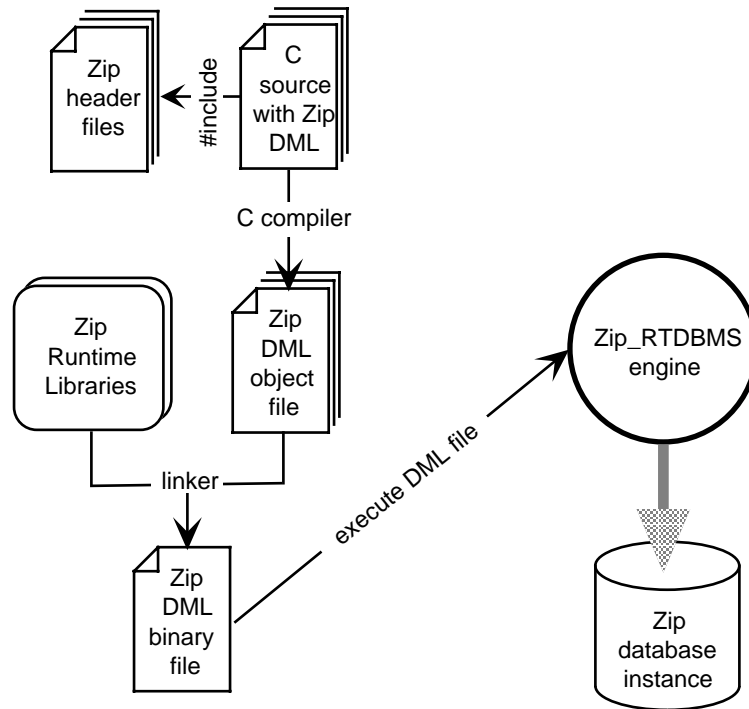 Zip
header
files
#include
C
source
with Zip
DML
C compiler
Zip
Runtime
Libraries
Zip
DML
object
file
Zip_RTDBMS
engine
linker
execute DML file
Zip
DML
binary
file
Zip
database
instance